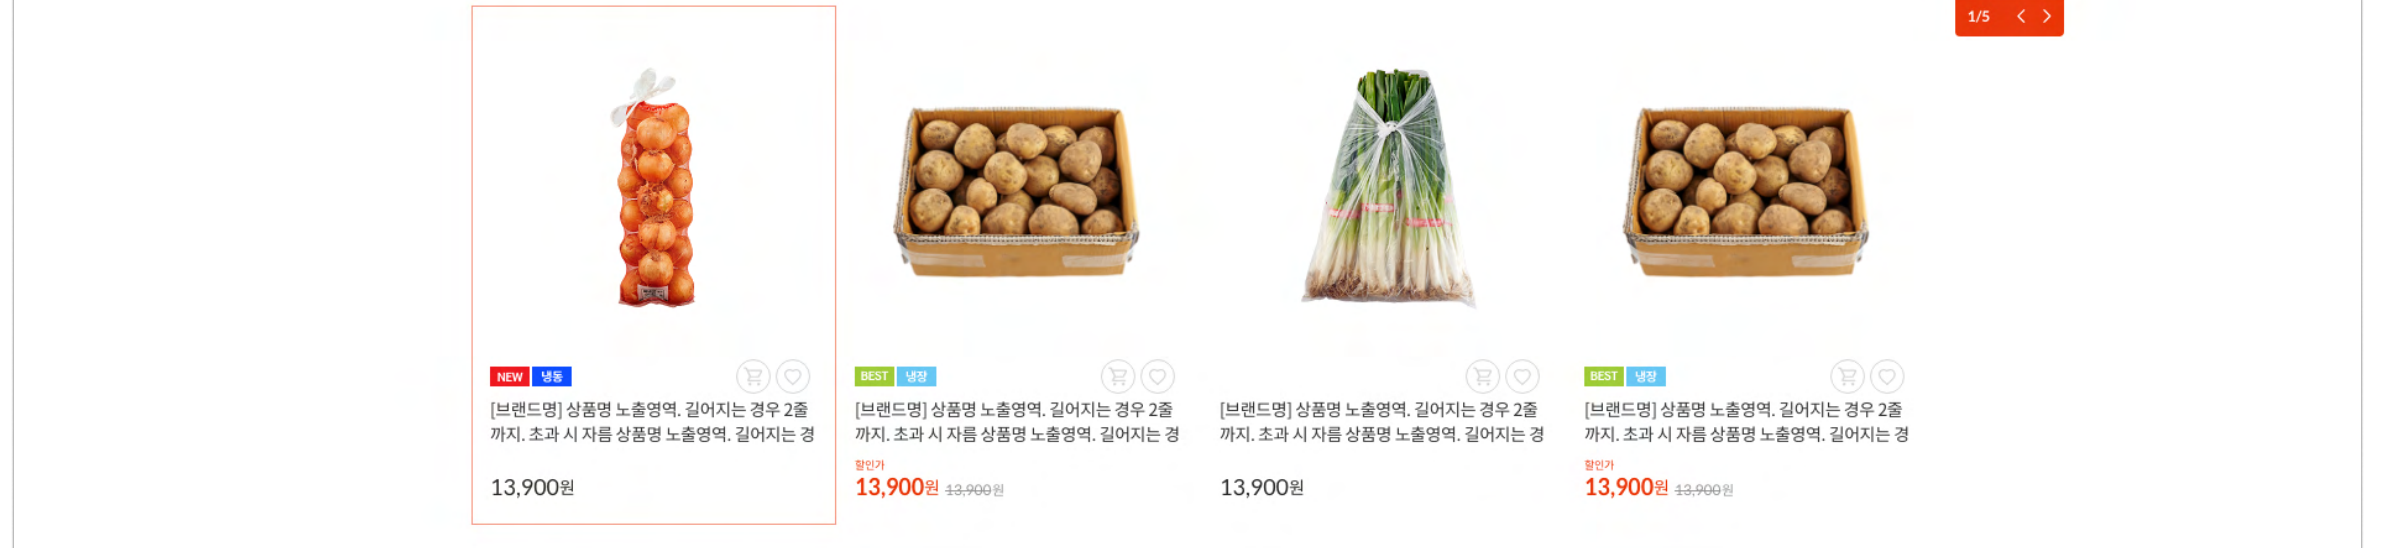 1/5
NEW 냉동
[브랜드명] 상품명 노출영역. 길어지는 경우 2줄
까지. 초과 시 자름 상품명 노출영역. 길어지는 경
13,900원
BEST 냉장
[브랜드명] 상품명 노출영역. 길어지는 경우 2줄
까지. 초과 시 자름 상품명 노출영역. 길어지는 경
할인가
13,900원 13,900원
[브랜드명] 상품명 노출영역. 길어지는 경우 2줄
까지. 초과 시 자름 상품명 노출영역. 길어지는 경
13,900원
BEST 냉장
[브랜드명] 상품명 노출영역. 길어지는 경우 2줄
까지. 초과 시 자름 상품명 노출영역. 길어지는 경
할인가
13,900원 13,900원